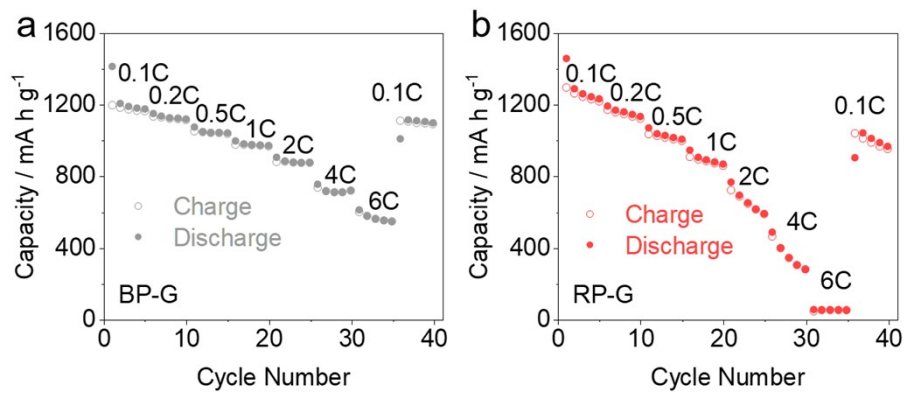 a
1600
1200
800
400
0
Capacity / mA h g⁻¹
0.1C
0.2C
0.5C
1C
2C
4C
6C
0.1C
Charge
Discharge
BP-G
0 10 20 30 40
Cycle Number
b
1600
1200
800
400
0
Capacity / mA h g⁻¹
0.1C
0.2C
0.5C
1C
2C
4C
6C
0.1C
Charge
Discharge
RP-G
0 10 20 30 40
Cycle Number